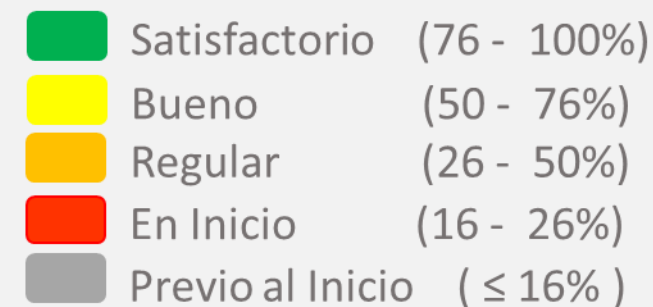 Satisfactorio (76 - 100%)
Bueno (50 - 76%)
Regular (26 - 50%)
En Inicio (16 - 26%)
Previo al Inicio ( ≤ 16% )